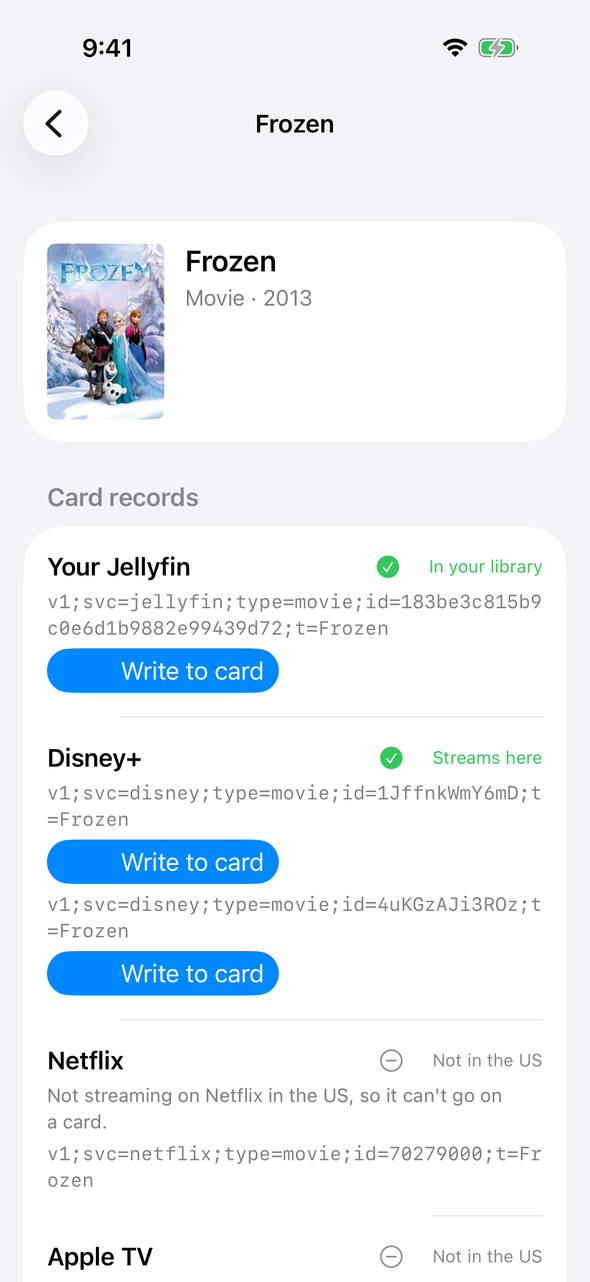 9:41
Frozen
FROZEN
Frozen
Movie · 2013
Card records
Your Jellyfin
In your library
v1;svc=jellyfin;type=movie;id=183be3c815b9
c0e6d1b9882e99439d72;t=Frozen
Write to card
Disney+
Streams here
v1;svc=disney;type=movie;id=1JffnkWmY6mD;t
=Frozen
Write to card
v1;svc=disney;type=movie;id=4uKGzAJi3ROz;t
=Frozen
Write to card
Netflix
Not in the US
Not streaming on Netflix in the US, so it can't go on
a card.
v1;svc=netflix;type=movie;id=70279000;t=Fr
ozen
Apple TV
Not in the US